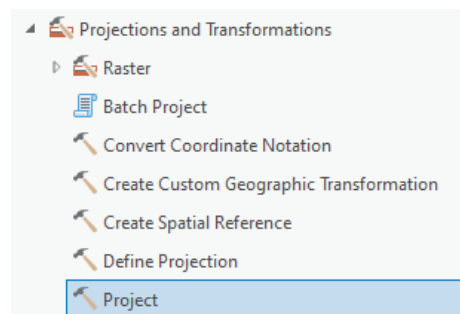 Projections and Transformations
Raster
Batch Project
Convert Coordinate Notation
Create Custom Geographic Transformation
Create Spatial Reference
Define Projection
Project